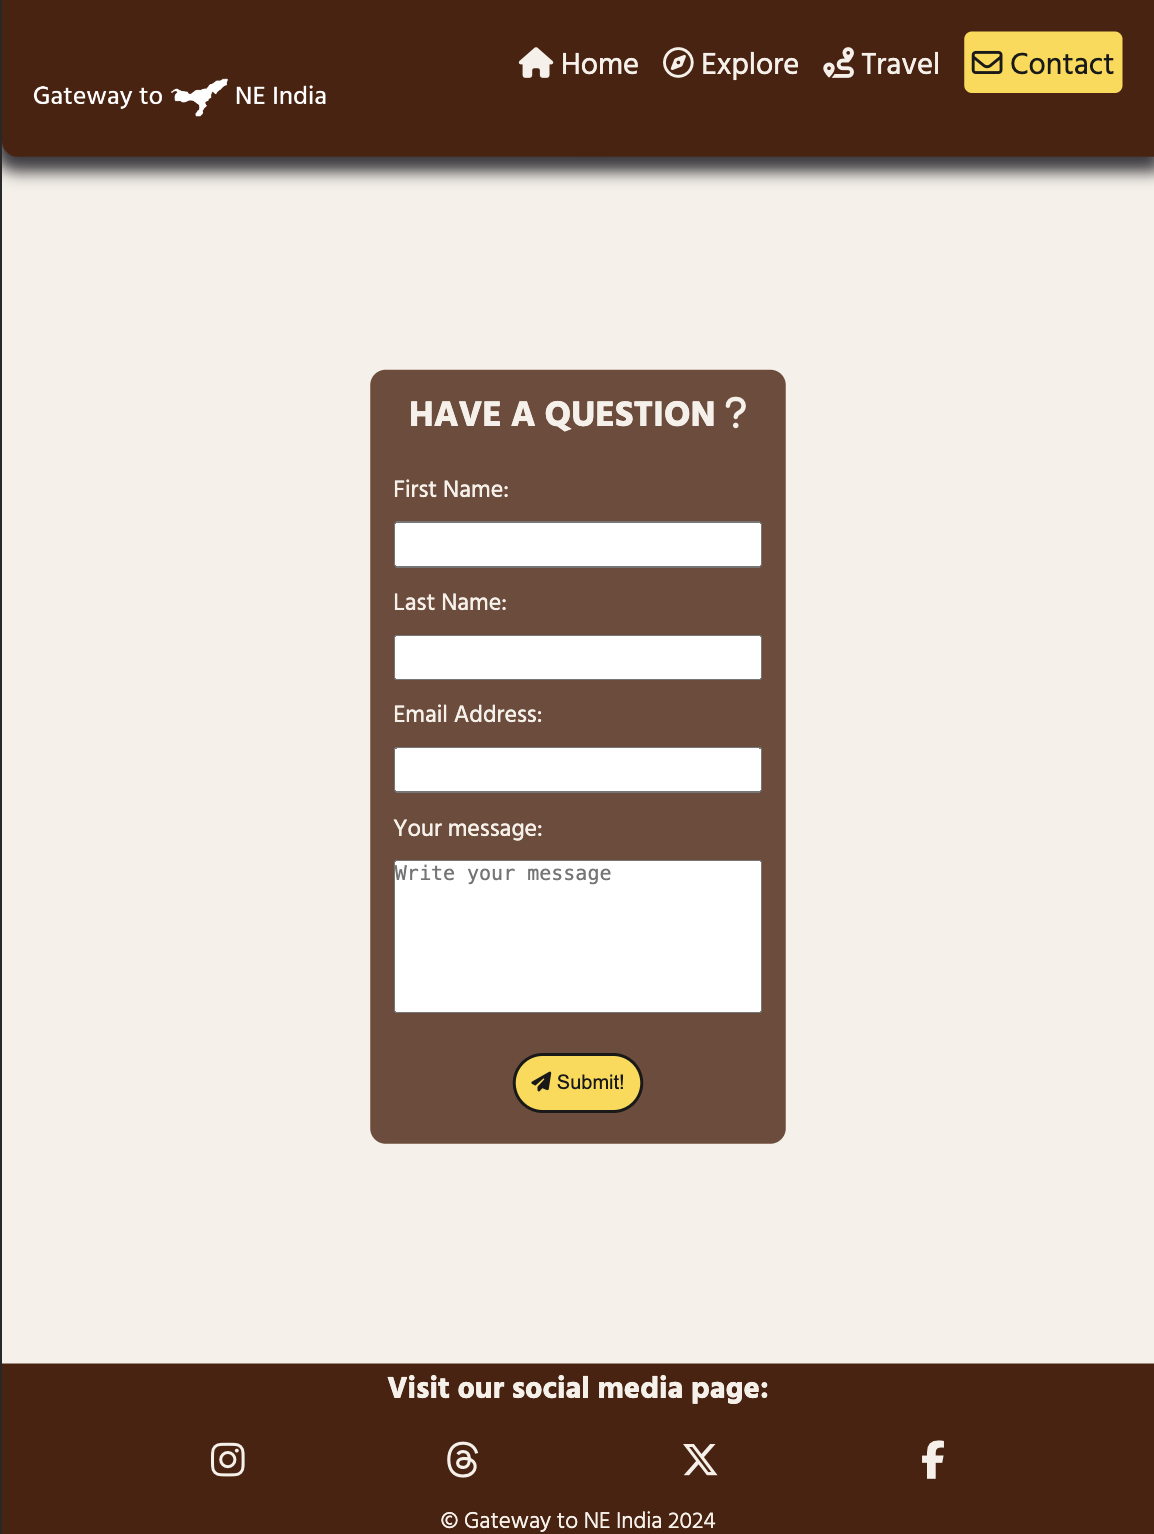 Home Explore Travel Contact
Gateway to NE India
HAVE A QUESTION ?
First Name:
Last Name:
Email Address:
Your message:
Write your message
Submit!
Visit our social media page:
© Gateway to NE India 2024